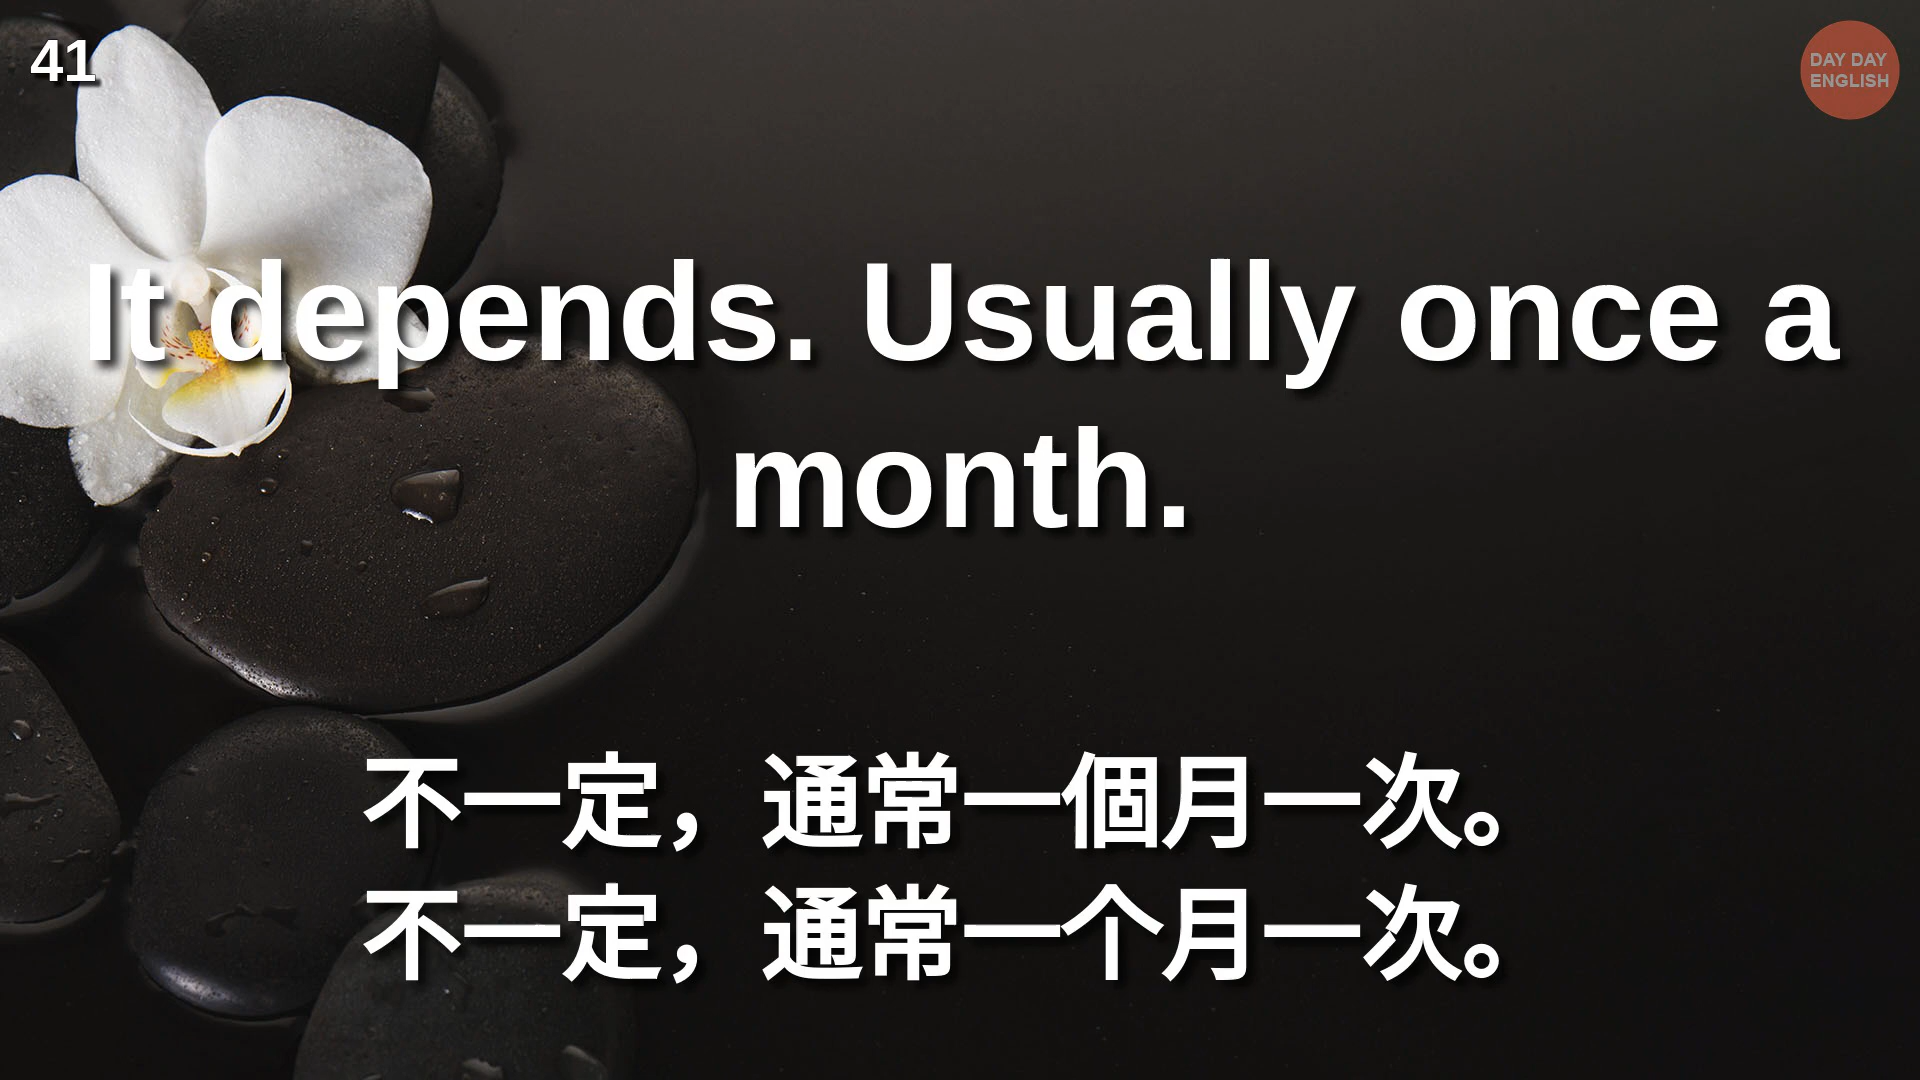 41
DAY DAY
ENGLISH
It depends. Usually once a
month.
不一定，通常一個月一次。
不一定，通常一个月一次。